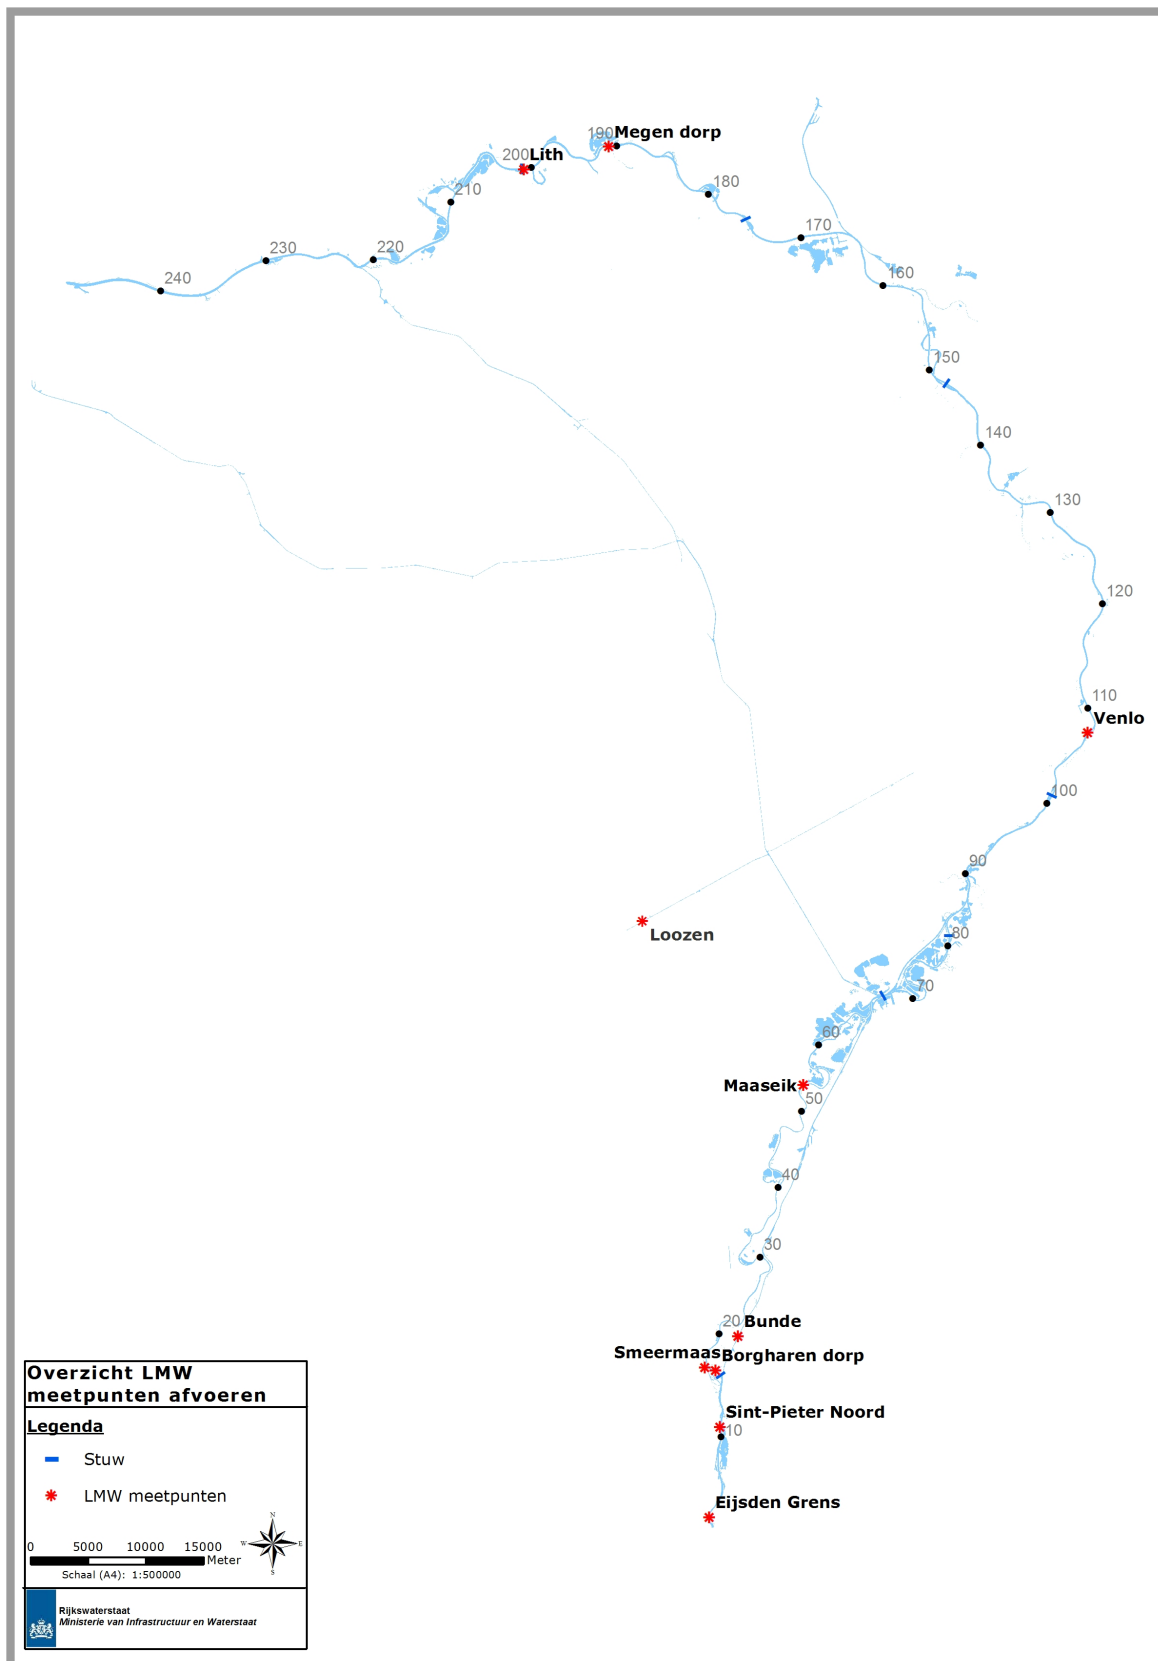 190 Megen dorp
200 Lith
180
210
170
220
230
240
160
150
140
130
120
110
Venlo
100
90
80
Loozen
70
60
Maaseik
50
40
30
20
Bunde
Smeermaas
Borgharen dorp
Sint-Pieter Noord
10
Eijsden Grens
Overzicht LMW
meetpunten afvoeren
Legenda
Stuw
LMW meetpunten
N
W E
S
0 5000 10000 15000
Meter
Schaal (A4): 1:500000
Rijkswaterstaat
Ministerie van Infrastructuur en Waterstaat